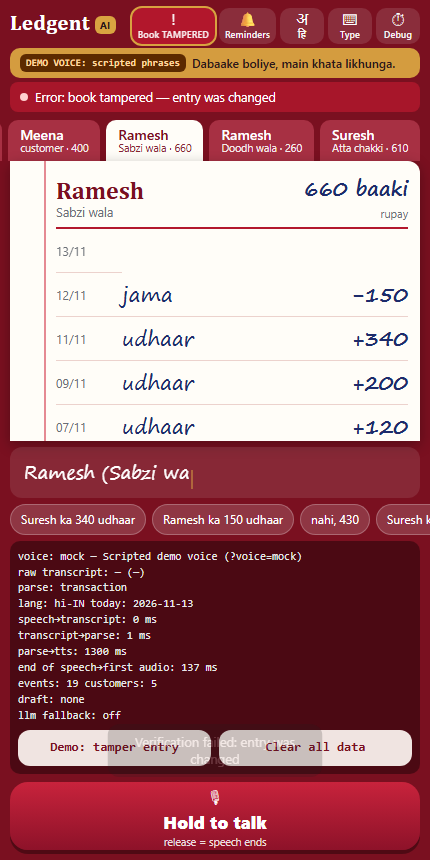 Ledgent AI
! Book TAMPERED
🔔 Reminders
अ हि
⌨ Type
⏱ Debug
DEMO VOICE: scripted phrases Dabaake boliye, main khata likhunga.
Error: book tampered — entry was changed
Meena
customer · 400
Ramesh
Sabzi wala · 660
Ramesh
Doodh wala · 260
Suresh
Atta chakki · 610
Ramesh 660 baaki
Sabzi wala rupay
13/11
12/11 jama −150
11/11 udhaar +340
09/11 udhaar +200
07/11 udhaar +120
Ramesh (Sabzi wa
Suresh ka 340 udhaar
Ramesh ka 150 udhaar
nahi, 430
Suresh k
voice: mock — Scripted demo voice (?voice=mock)
raw transcript: — (—)
parse: transaction
lang: hi-IN today: 2026-11-13
speech→transcript: 0 ms
transcript→parse: 1 ms
parse→tts: 1300 ms
end of speech→first audio: 137 ms
events: 19 customers: 5
draft: none
llm fallback: off
Demo: tamper entry
Clear all data
Verification failed: entry was
changed
Hold to talk
release = speech ends